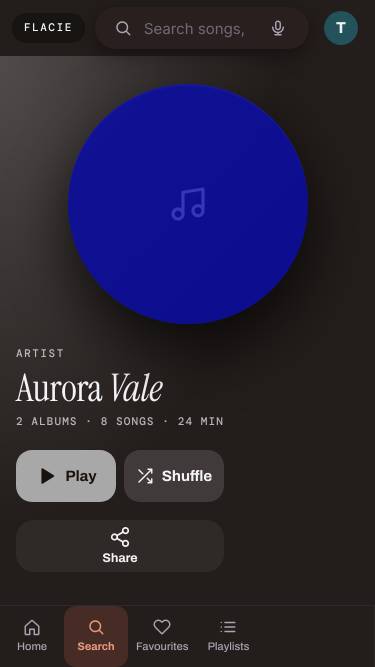 FLACIE
Search songs,
T
ARTIST
Aurora Vale
2 ALBUMS · 8 SONGS · 24 MIN
Play
Shuffle
Share
Home
Search
Favourites
Playlists